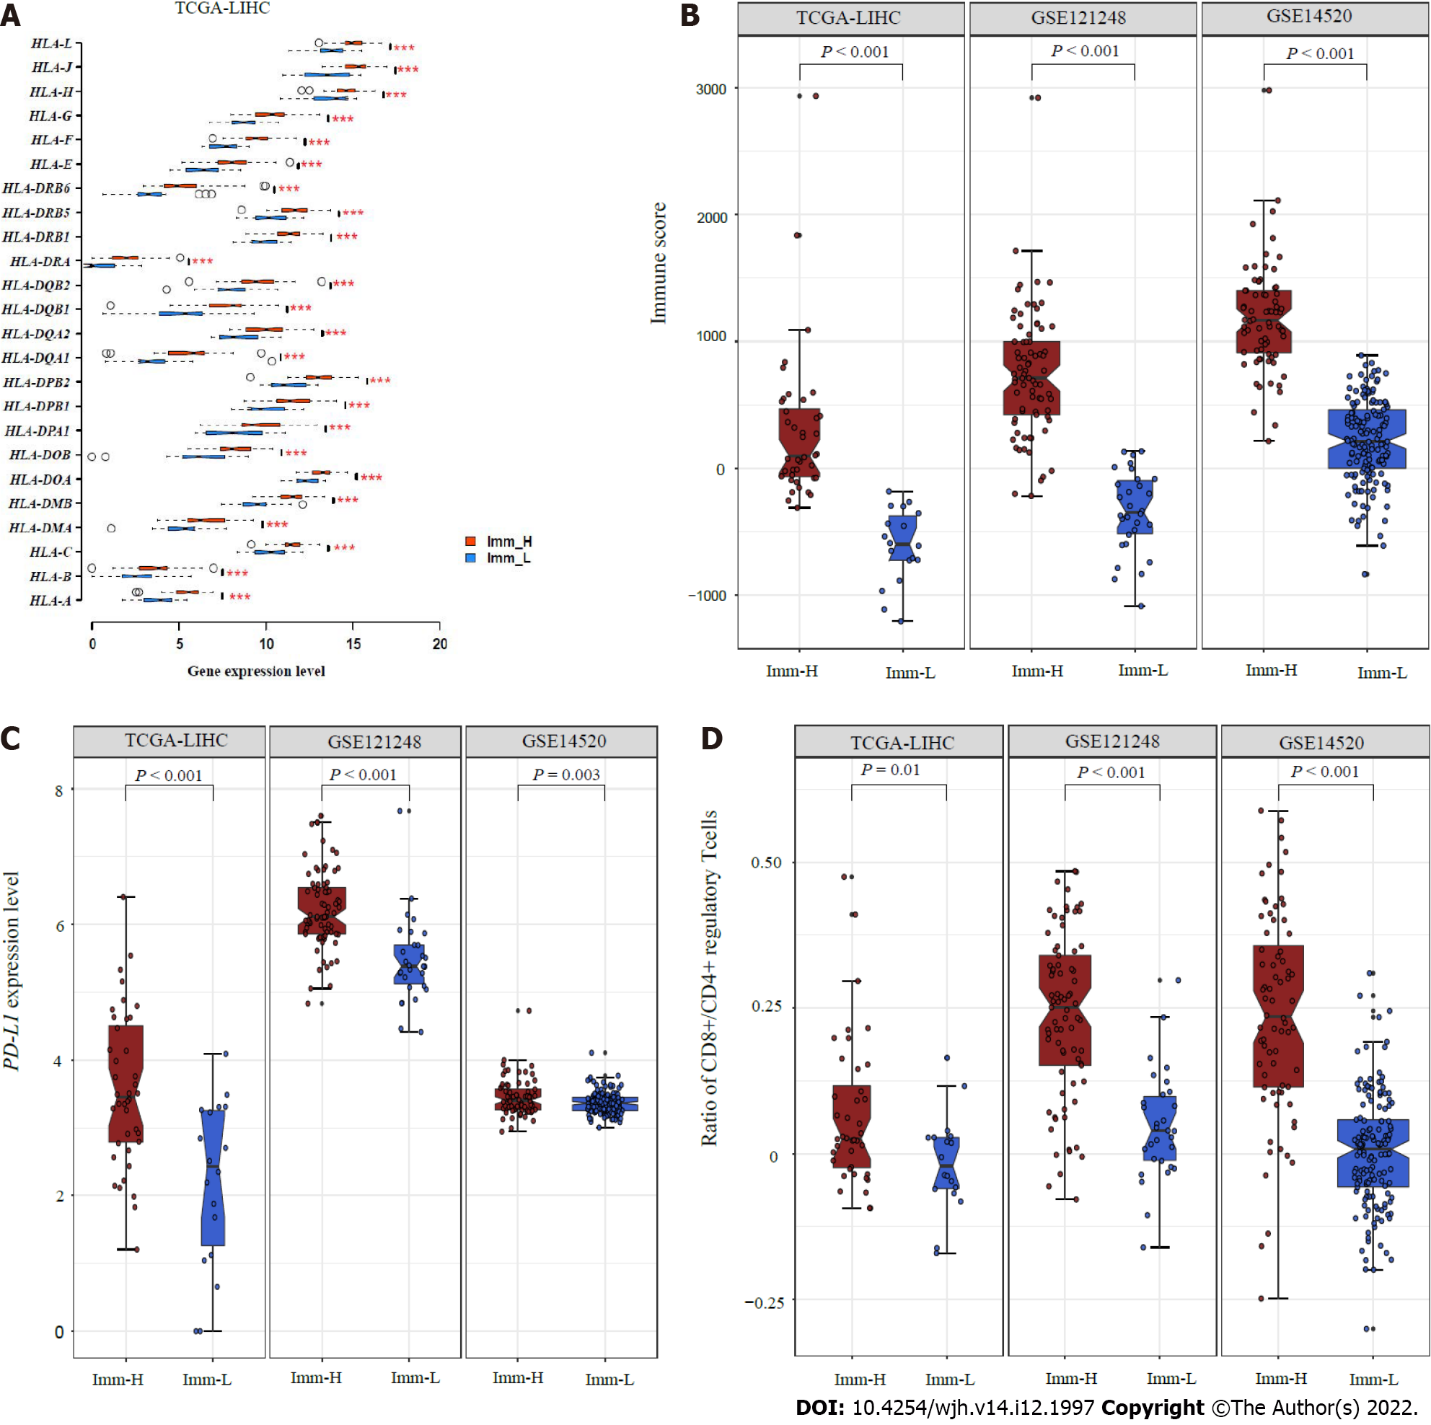 A
TCGA-LIHC
HLA-L
***
HLA-J
***
HLA-H
***
HLA-G
***
HLA-F
***
HLA-E
***
HLA-DRB6
***
HLA-DRB5
***
HLA-DRB1
***
HLA-DRA
***
HLA-DQB2
***
HLA-DQB1
***
HLA-DQA2
***
HLA-DQA1
***
HLA-DPB2
***
HLA-DPB1
***
HLA-DPA1
***
HLA-DOB
***
HLA-DOA
***
HLA-DMB
***
HLA-DMA
***
HLA-C
***
HLA-B
***
HLA-A
***
Imm_H
Imm_L
0 5 10 15 20
Gene expression level
B
TCGA-LIHC GSE121248 GSE14520
P < 0.001 P < 0.001 P < 0.001
Immune score
3000
2000
1000
0
−1000
Imm-H Imm-L Imm-H Imm-L Imm-H Imm-L
C
TCGA-LIHC GSE121248 GSE14520
P < 0.001 P < 0.001 P = 0.003
PD-L1 expression level
8
6
4
2
0
Imm-H Imm-L Imm-H Imm-L Imm-H Imm-L
D
TCGA-LIHC GSE121248 GSE14520
P = 0.01 P < 0.001 P < 0.001
Ratio of CD8+/CD4+ regulatory Tcells
0.50
0.25
0
−0.25
Imm-H Imm-L Imm-H Imm-L Imm-H Imm-L
DOI: 10.4254/wjh.v14.i12.1997 Copyright ©The Author(s) 2022.